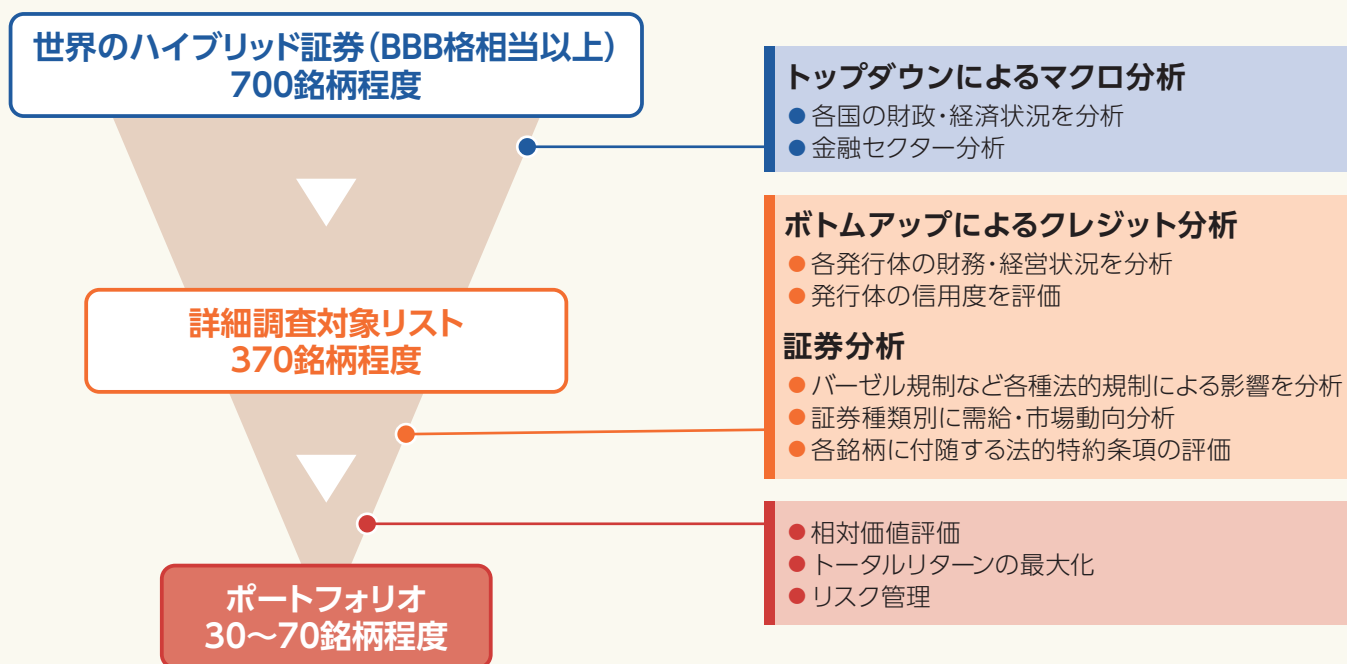 世界のハイブリッド証券(BBB格相当以上)
700銘柄程度
トップダウンによるマクロ分析
●各国の財政・経済状況を分析
●金融セクター分析
ボトムアップによるクレジット分析
●各発行体の財務・経営状況を分析
●発行体の信用度を評価
詳細調査対象リスト
370銘柄程度
証券分析
●バーゼル規制など各種法的規制による影響を分析
●証券種類別に需給・市場動向分析
●各銘柄に付随する法的特約条項の評価
●相対価値評価
●トータルリターンの最大化
●リスク管理
ポートフォリオ
30〜70銘柄程度